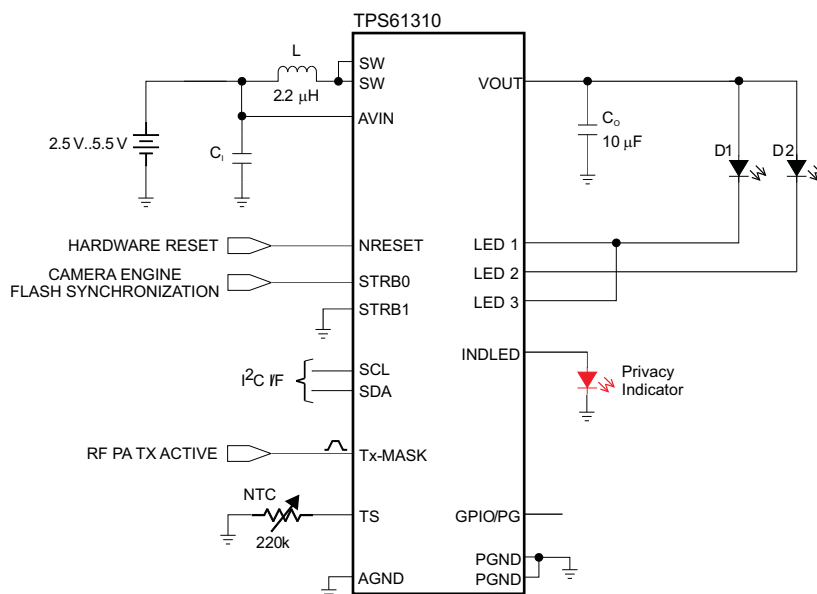 TPS61310
L
2.2 µH
SW
SW
AVIN
2.5 V..5.5 V
C_I
HARDWARE RESET
NRESET
CAMERA ENGINE
FLASH SYNCHRONIZATION
STRB0
STRB1
I²C I/F
SCL
SDA
RF PA TX ACTIVE
Tx-MASK
NTC
220k
TS
AGND
VOUT
C_O
10 µF
D1
D2
LED 1
LED 2
LED 3
INDLED
Privacy
Indicator
GPIO/PG
PGND
PGND